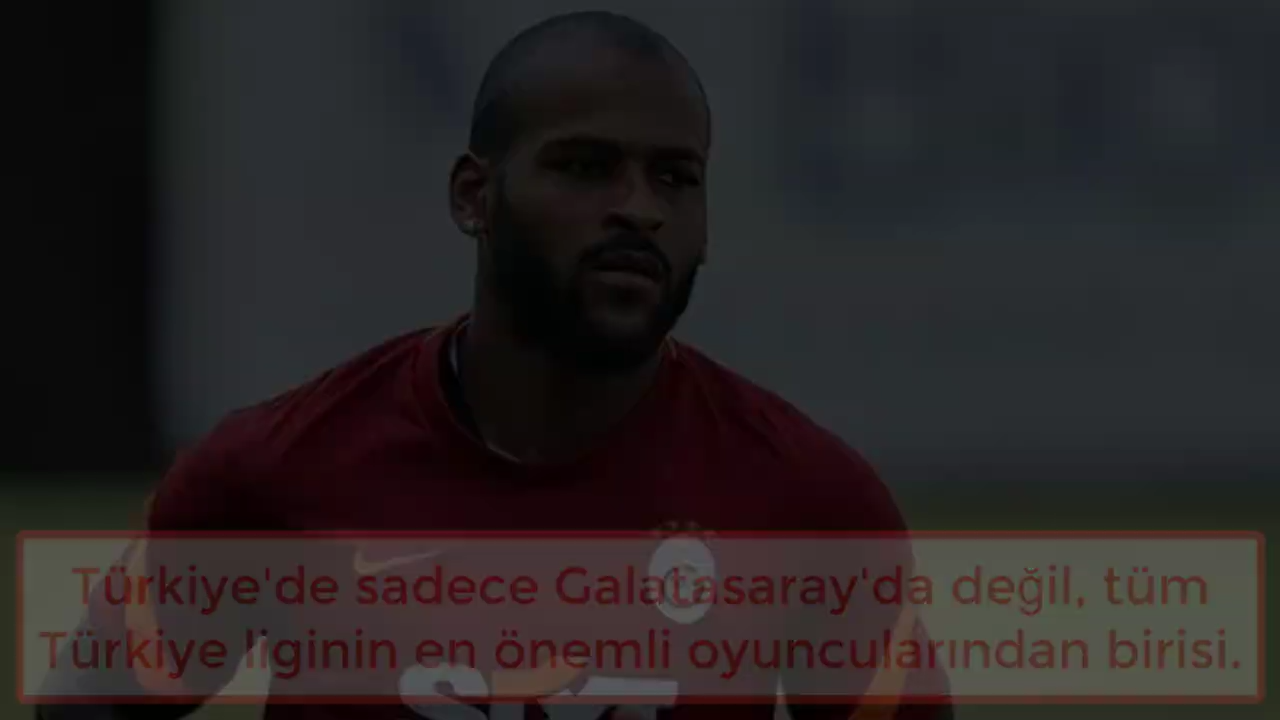 Türkiye'de sadece Galatasaray'da değil, tüm
Türkiye liginin en önemli oyuncularından birisi.